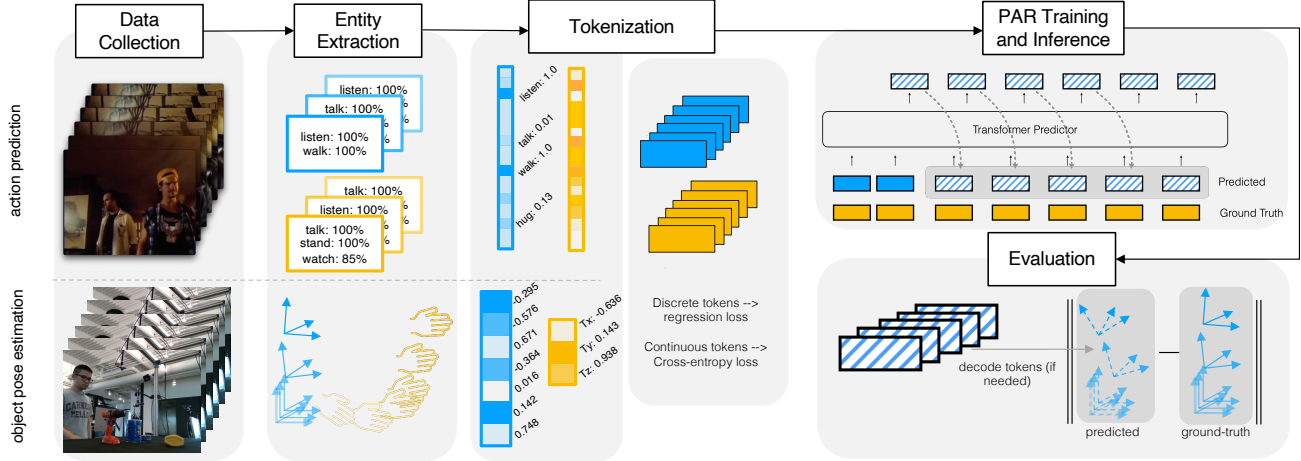 Data
Collection
Entity
Extraction
Tokenization
PAR Training
and Inference
action prediction
listen: 100%
talk: 100%
listen: 100%
walk: 100%
talk: 100%
listen: 100%
talk: 100%
stand: 100%
watch: 85%
listen: 1.0
talk: 0.01
walk: 1.0
hug: 0.13
Transformer Predictor
Predicted
Ground Truth
Evaluation
object pose estimation
-0.295
-0.576
0.671
-0.364
0.016
0.142
0.748
Tx: -0.636
Ty: 0.143
Tz: 0.938
Discrete tokens -->
regression loss
Continuous tokens -->
Cross-entropy loss
decode tokens (if
needed)
predicted
ground-truth